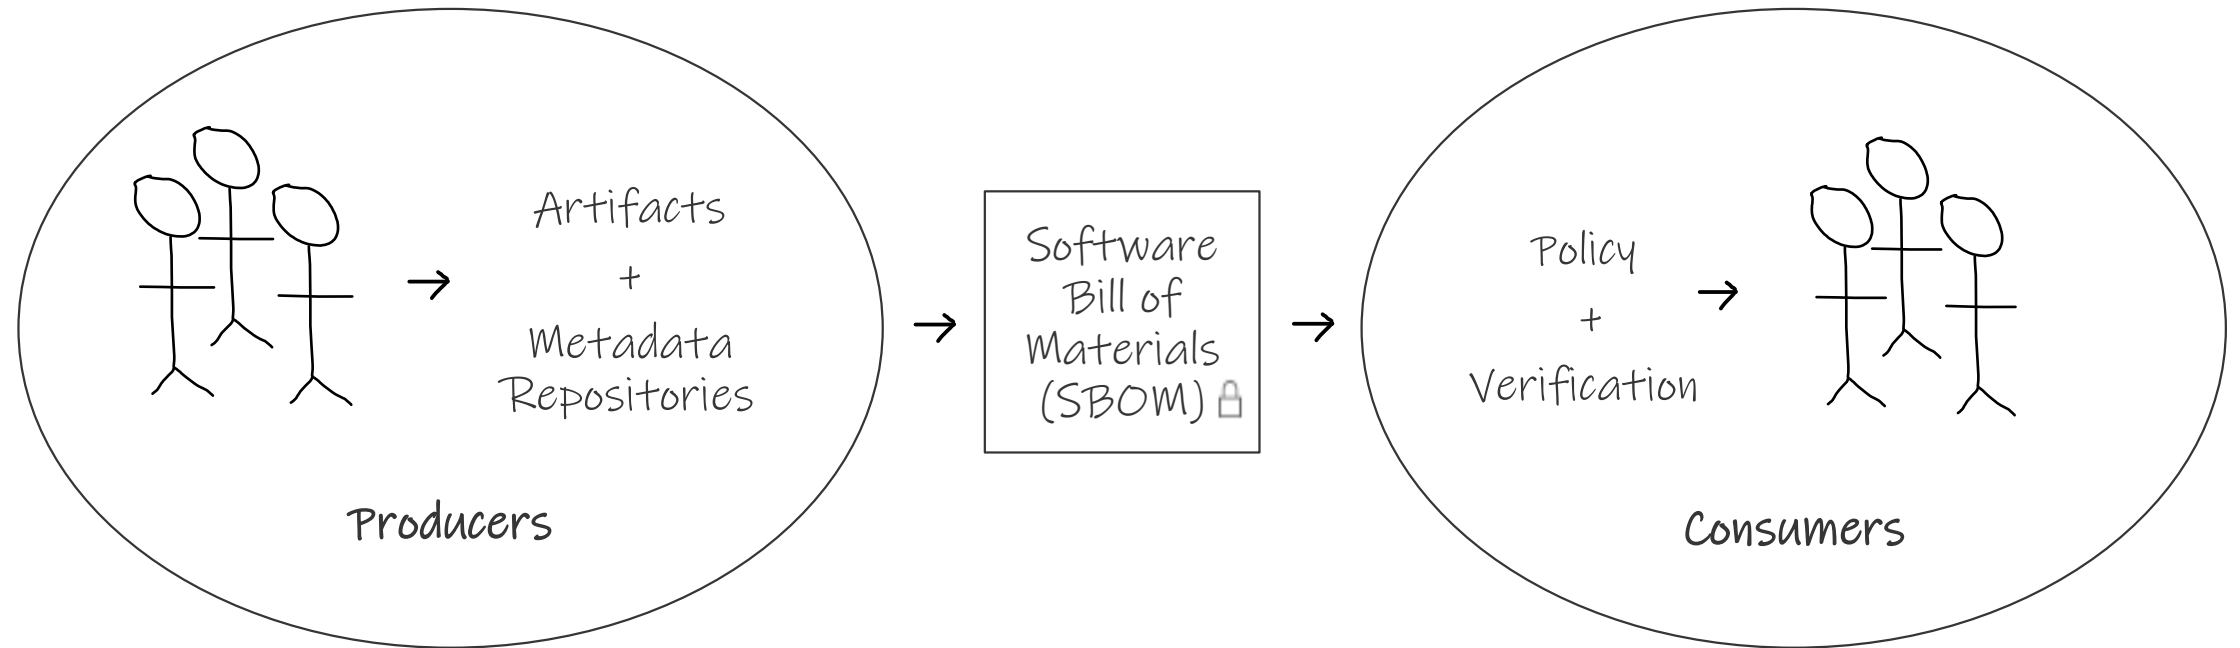 Artifacts
+
Metadata
Repositories
Producers
Software
Bill of
Materials
(SBOM)
Policy
+
Verification
Consumers